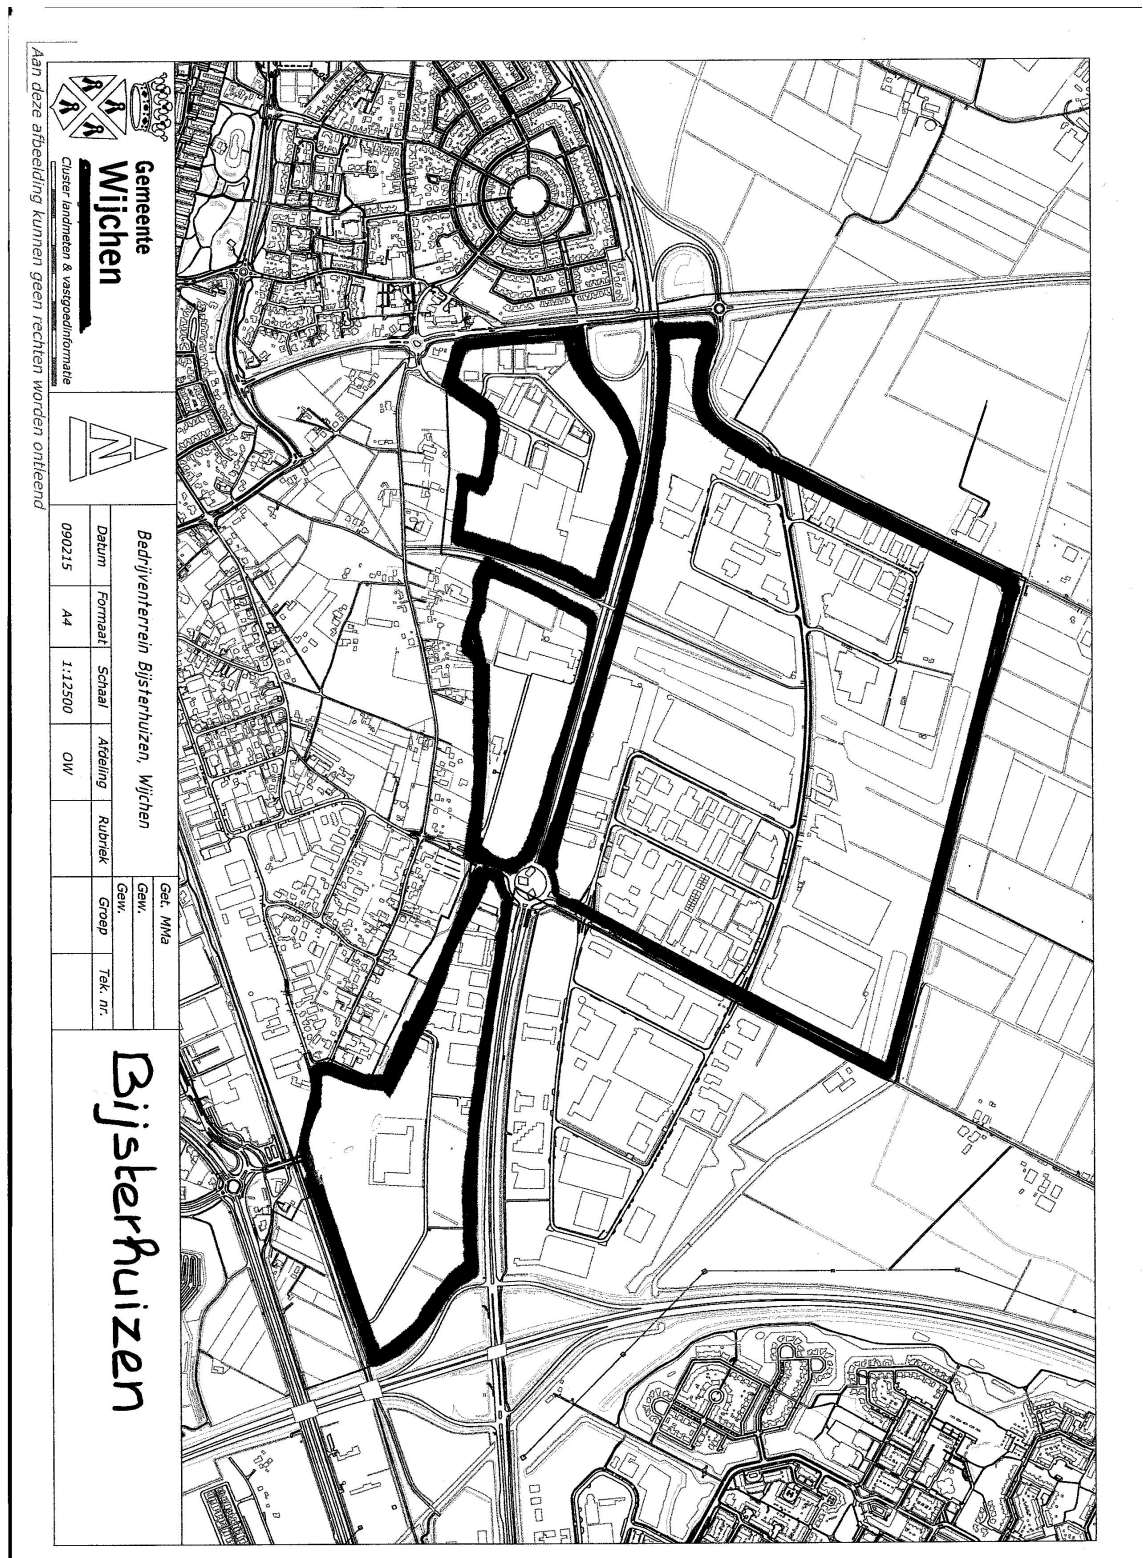 Gemeente
Wijchen
Cluster landmeten & vastgoedinformatie
Aan deze afbeelding kunnen geen rechten worden ontleend
N
Bedrijventerrein Bijsterhuizen, Wijchen
Get. MMa
Gew.
Gew.
Datum Formaat Schaal Afdeling Rubriek Groep Tek. nr.
090215 A4 1:12500 OW
Bijsterhuizen